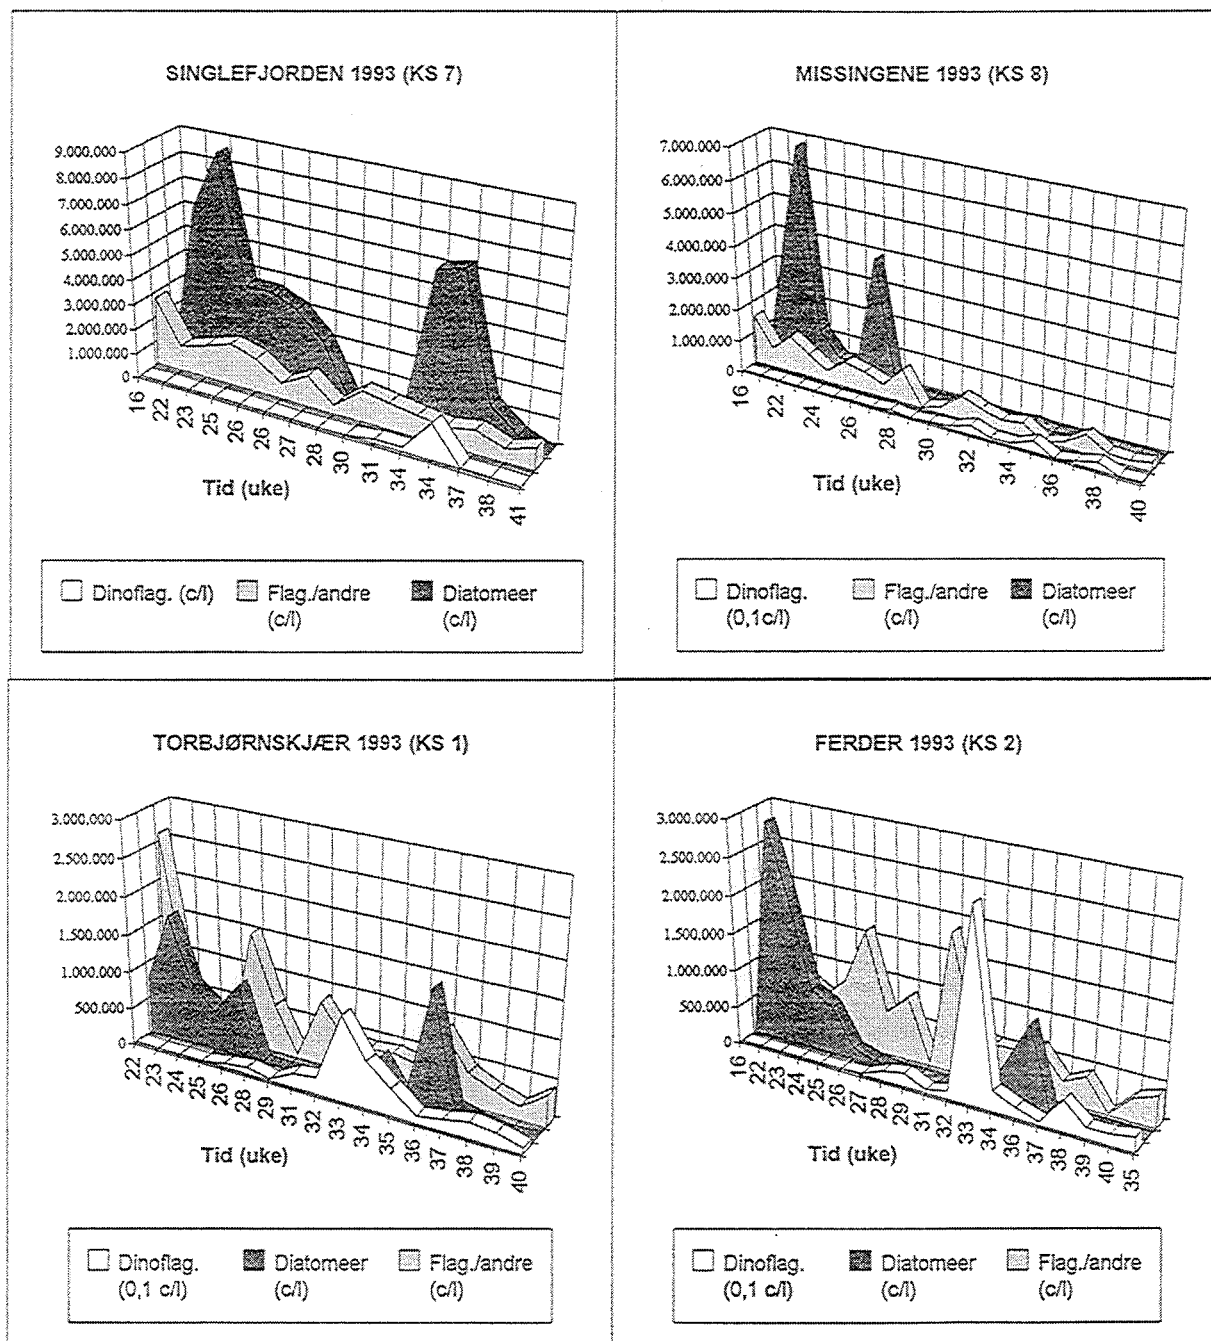 SINGLEFJORDEN 1993 (KS 7)
9.000.000
8.000.000
7.000.000
6.000.000
5.000.000
4.000.000
3.000.000
2.000.000
1.000.000
0
16 22 23 25 26 26 27 28 30 31 34 34 37 38 41
Tid (uke)
Dinoflag. (c/l) Flag./andre (c/l) Diatomeer (c/l)
MISSINGENE 1993 (KS 8)
7.000.000
6.000.000
5.000.000
4.000.000
3.000.000
2.000.000
1.000.000
0
16 22 24 26 28 30 32 34 36 38 40
Tid (uke)
Dinoflag. (0,1c/l) Flag./andre (c/l) Diatomeer (c/l)
TORBJØRNSKJÆR 1993 (KS 1)
3.000.000
2.500.000
2.000.000
1.500.000
1.000.000
500.000
0
22 23 24 25 26 28 29 31 32 33 34 35 36 37 38 39 40
Tid (uke)
Dinoflag. (0,1 c/l) Diatomeer (c/l) Flag./andre (c/l)
FERDER 1993 (KS 2)
3.000.000
2.500.000
2.000.000
1.500.000
1.000.000
500.000
0
16 22 23 24 25 26 27 28 29 31 32 33 34 36 37 38 39 40 35
Tid (uke)
Dinoflag. (0,1 c/l) Diatomeer (c/l) Flag./andre (c/l)